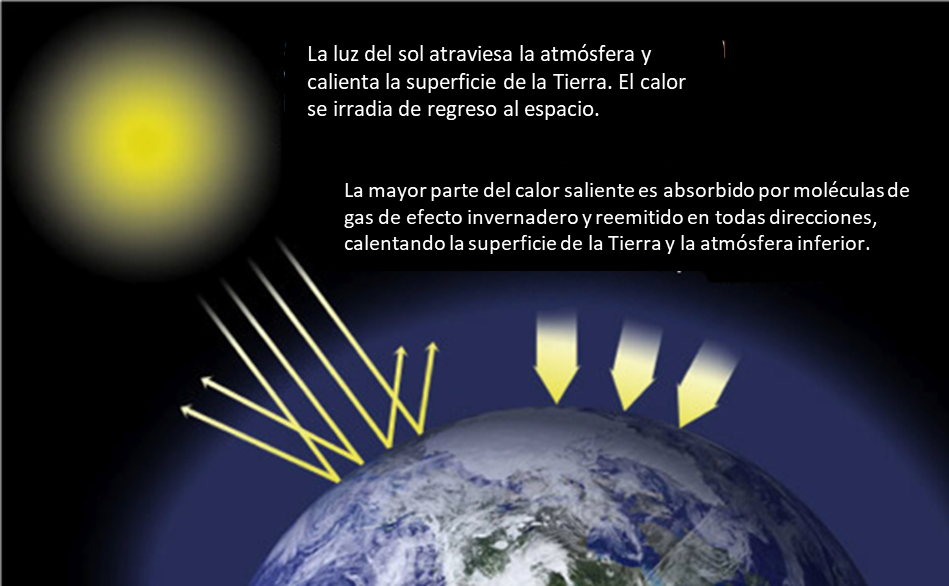 La luz del sol atraviesa la atmósfera y
calienta la superficie de la Tierra. El calor
se irradia de regreso al espacio.
La mayor parte del calor saliente es absorbido por moléculas de
gas de efecto invernadero y reemitido en todas direcciones,
calentando la superficie de la Tierra y la atmósfera inferior.